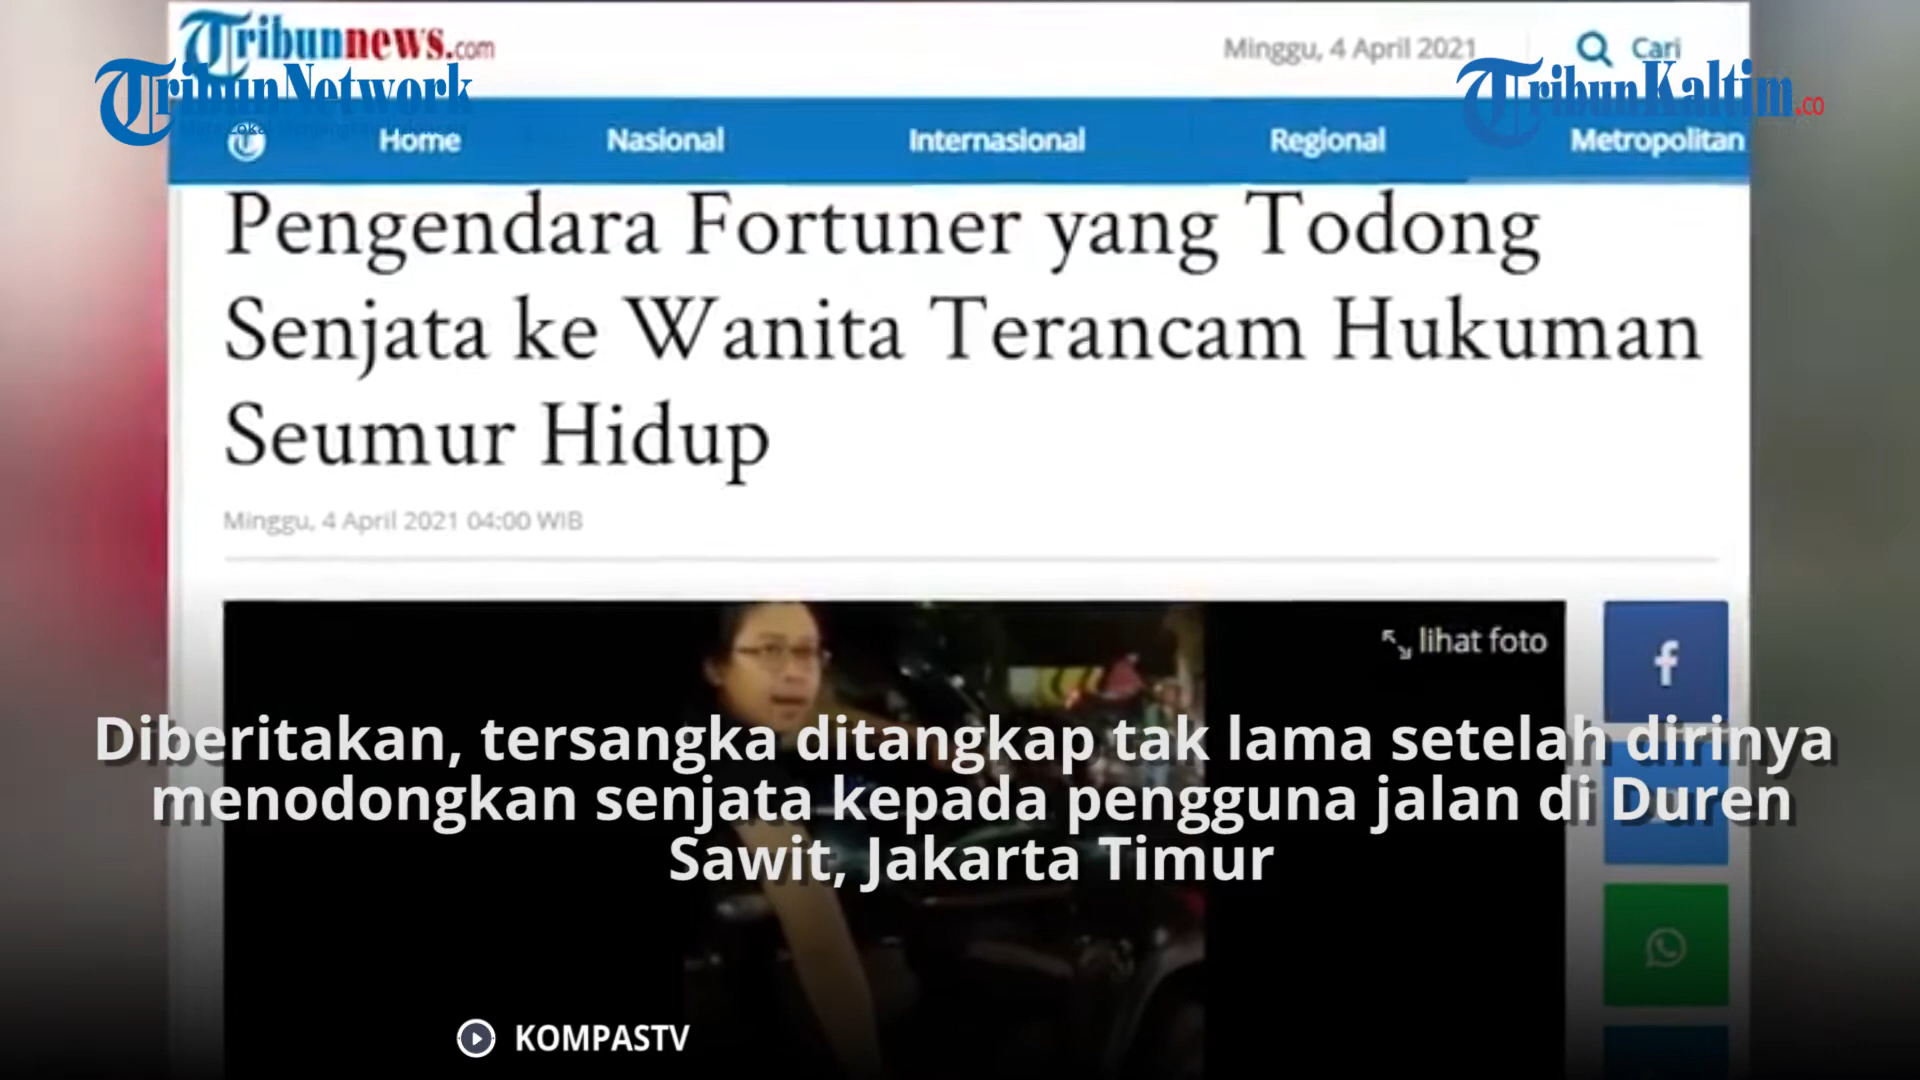 Tribunnews.com
Minggu, 4 April 2021
Cari
TribunNetwork
TribunKaltim.co
Home
Nasional
Internasional
Regional
Metropolitan
Pengendara Fortuner yang Todong
Senjata ke Wanita Terancam Hukuman
Seumur Hidup
Minggu, 4 April 2021 04:00 WIB
lihat foto
f
Diberitakan, tersangka ditangkap tak lama setelah dirinya
menodongkan senjata kepada pengguna jalan di Duren
Sawit, Jakarta Timur
KOMPASTV